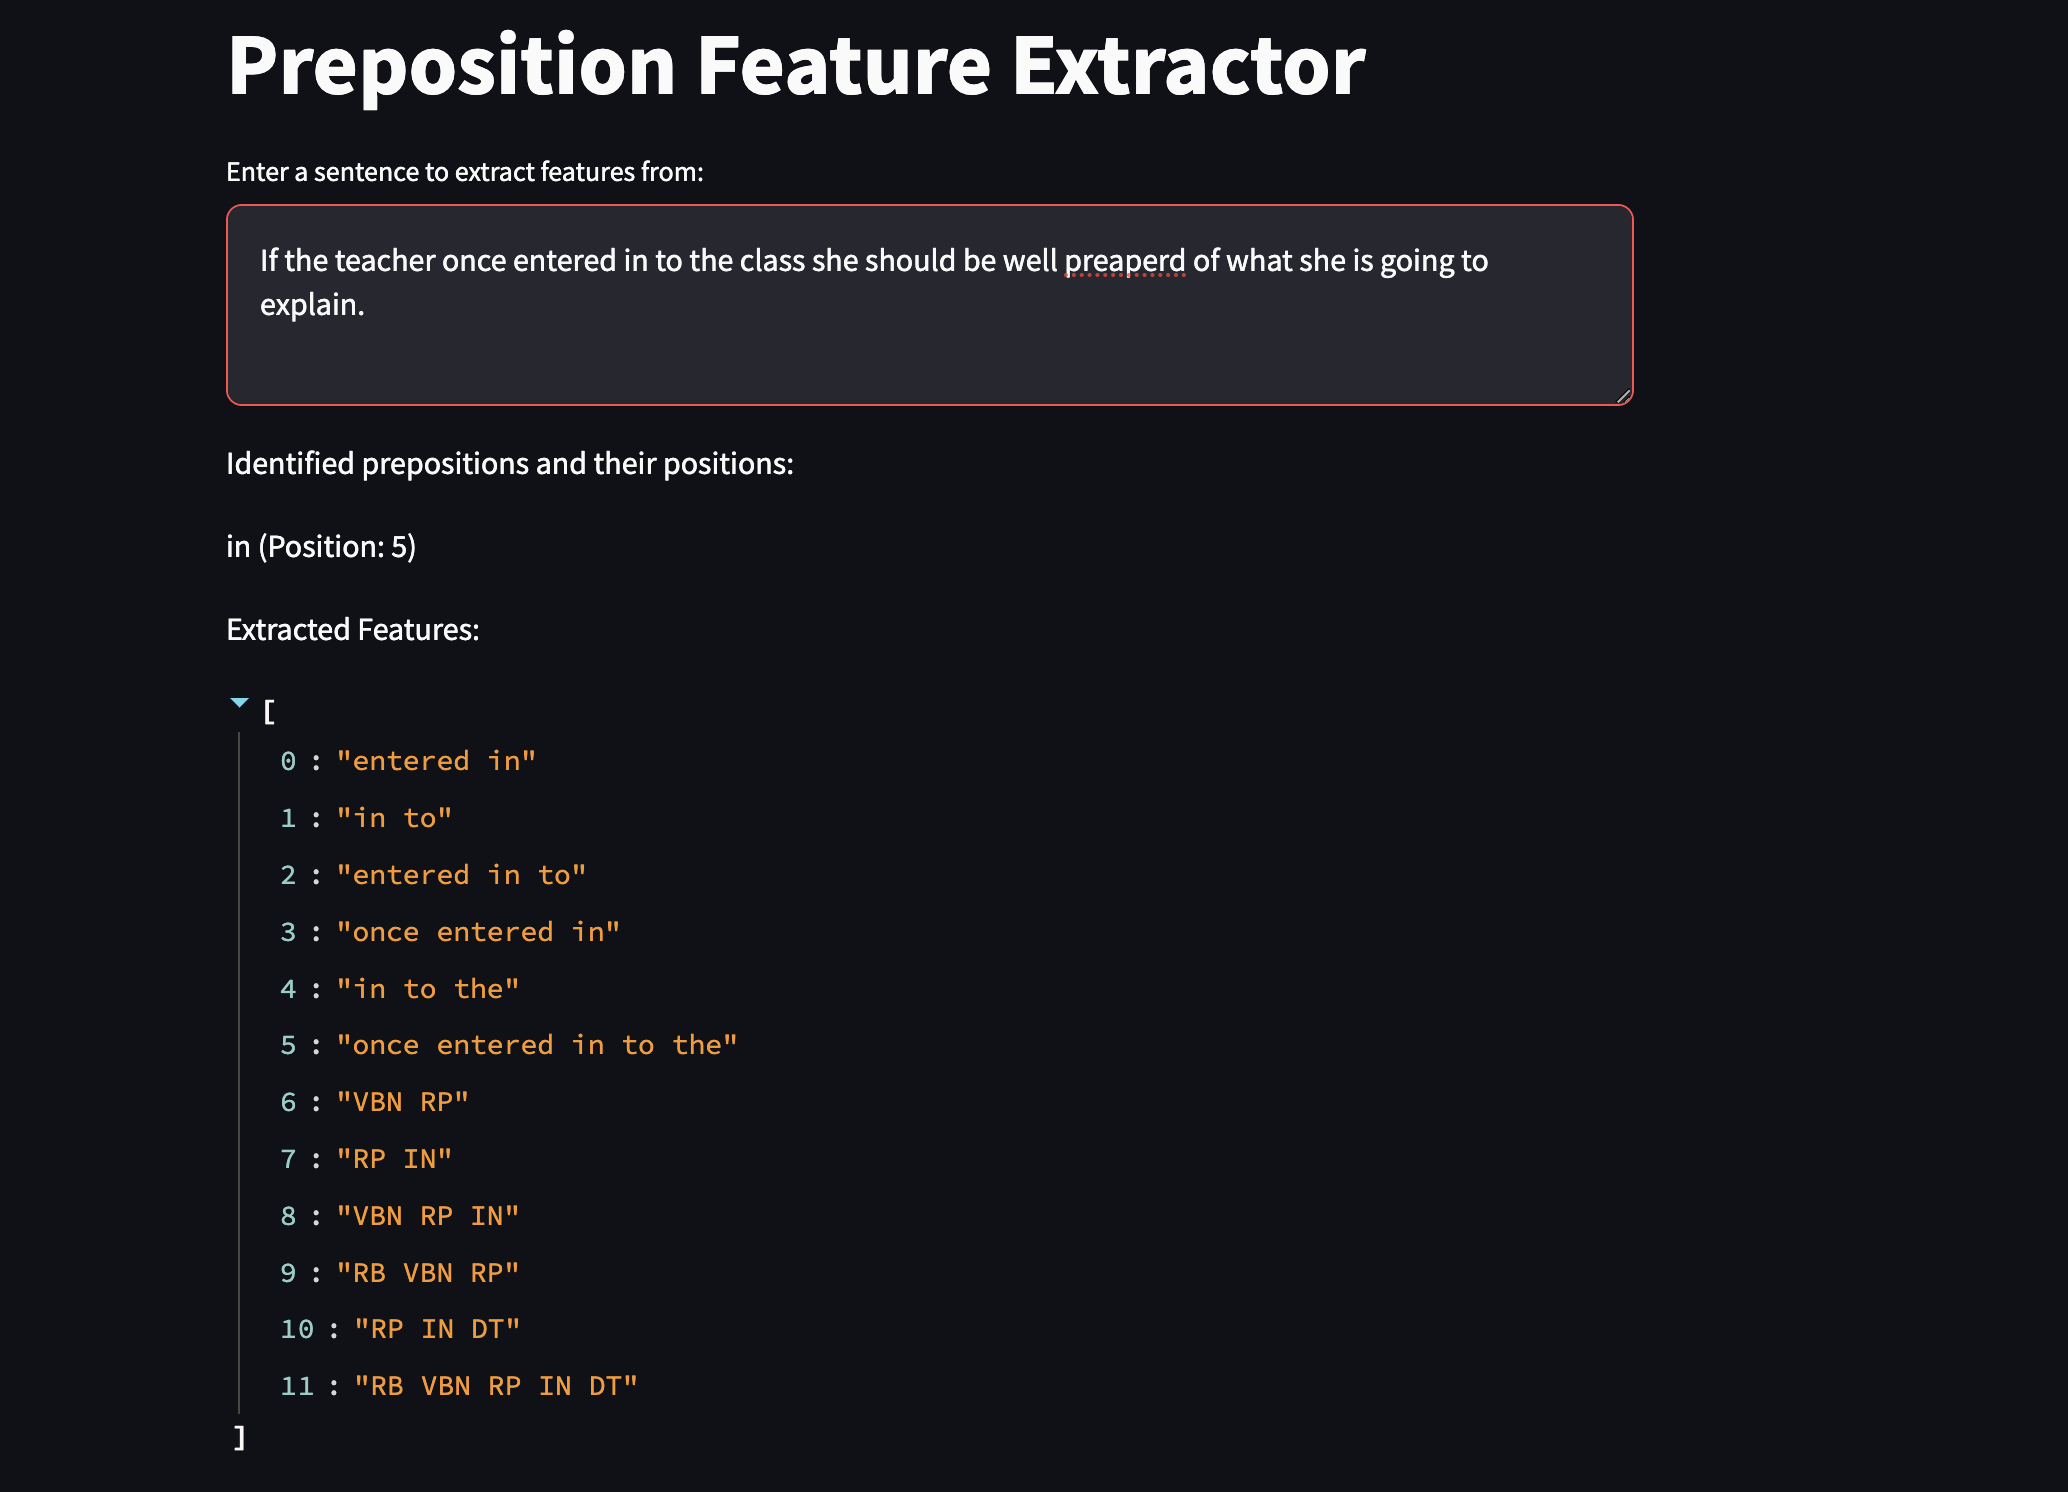 Preposition Feature Extractor
Enter a sentence to extract features from:
If the teacher once entered in to the class she should be well preaperd of what she is going to
explain.
Identified prepositions and their positions:
in (Position: 5)
Extracted Features:
[
0 : "entered in"
1 : "in to"
2 : "entered in to"
3 : "once entered in"
4 : "in to the"
5 : "once entered in to the"
6 : "VBN RP"
7 : "RP IN"
8 : "VBN RP IN"
9 : "RB VBN RP"
10 : "RP IN DT"
11 : "RB VBN RP IN DT"
]